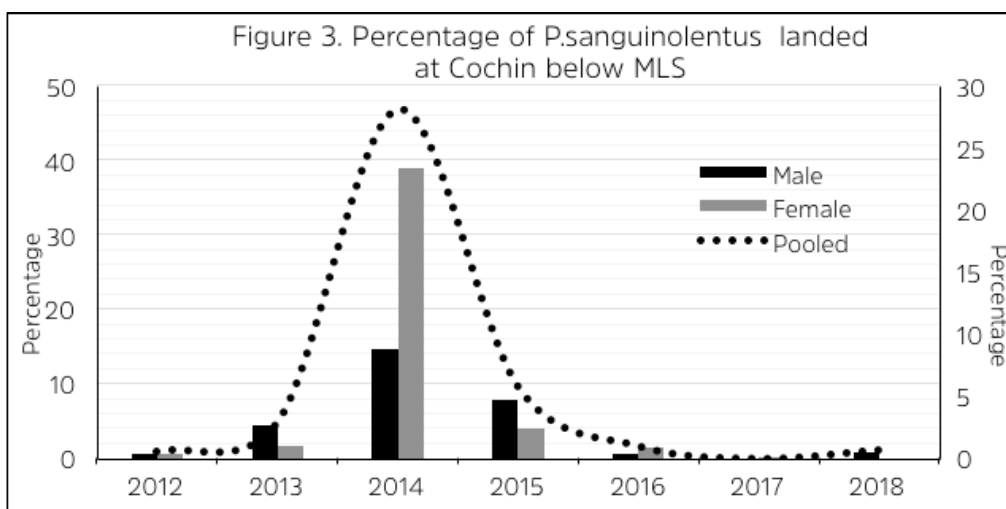 Figure 3. Percentage of P.sanguinolentus landed
at Cochin below MLS
50
40
30
20
10
0
Percentage
30
25
20
15
10
5
0
Percentage
Male
Female
Pooled
2012 2013 2014 2015 2016 2017 2018